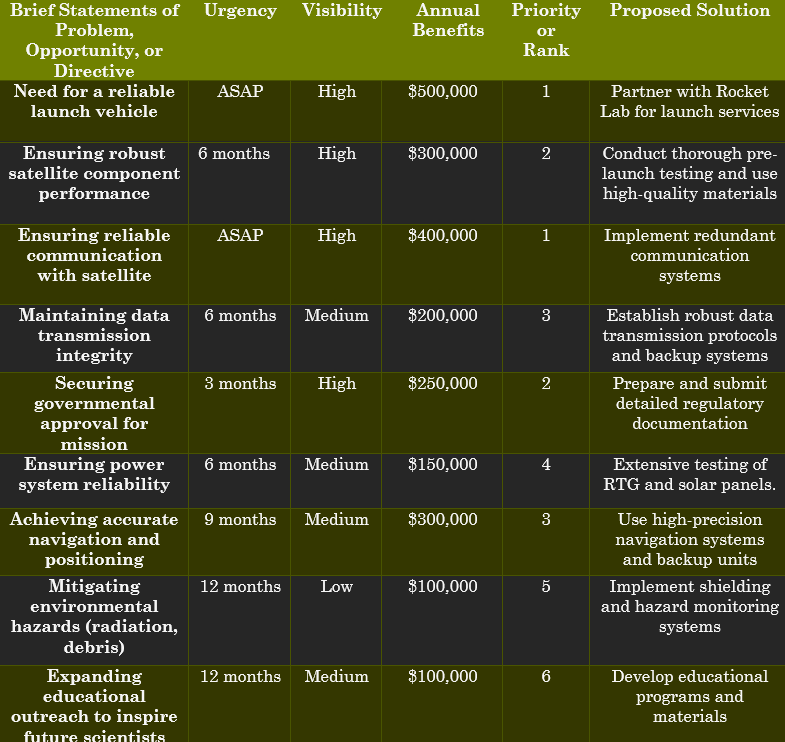 Brief Statements of Problem, Opportunity, or Directive | Urgency | Visibility | Annual Benefits | Priority or Rank | Proposed Solution
Need for a reliable launch vehicle | ASAP | High | $500,000 | 1 | Partner with Rocket Lab for launch services
Ensuring robust satellite component performance | 6 months | High | $300,000 | 2 | Conduct thorough pre-launch testing and use high-quality materials
Ensuring reliable communication with satellite | ASAP | High | $400,000 | 1 | Implement redundant communication systems
Maintaining data transmission integrity | 6 months | Medium | $200,000 | 3 | Establish robust data transmission protocols and backup systems
Securing governmental approval for mission | 3 months | High | $250,000 | 2 | Prepare and submit detailed regulatory documentation
Ensuring power system reliability | 6 months | Medium | $150,000 | 4 | Extensive testing of RTG and solar panels.
Achieving accurate navigation and positioning | 9 months | Medium | $300,000 | 3 | Use high-precision navigation systems and backup units
Mitigating environmental hazards (radiation, debris) | 12 months | Low | $100,000 | 5 | Implement shielding and hazard monitoring systems
Expanding educational outreach to inspire future scientists | 12 months | Medium | $100,000 | 6 | Develop educational programs and materials